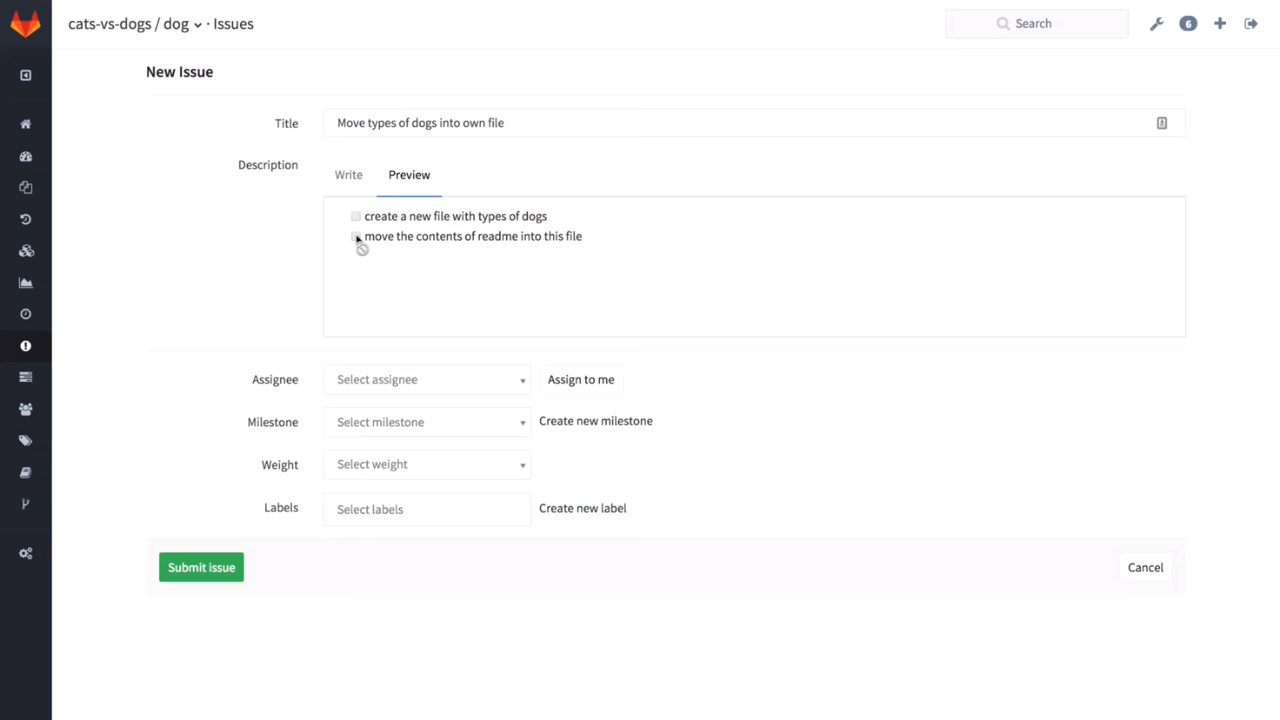 cats-vs-dogs / dog · Issues
Search
6
New Issue
Title
Move types of dogs into own file
Description
Write
Preview
create a new file with types of dogs
move the contents of readme into this file
Assignee
Select assignee
Assign to me
Milestone
Select milestone
Create new milestone
Weight
Select weight
Labels
Select labels
Create new label
Submit issue
Cancel